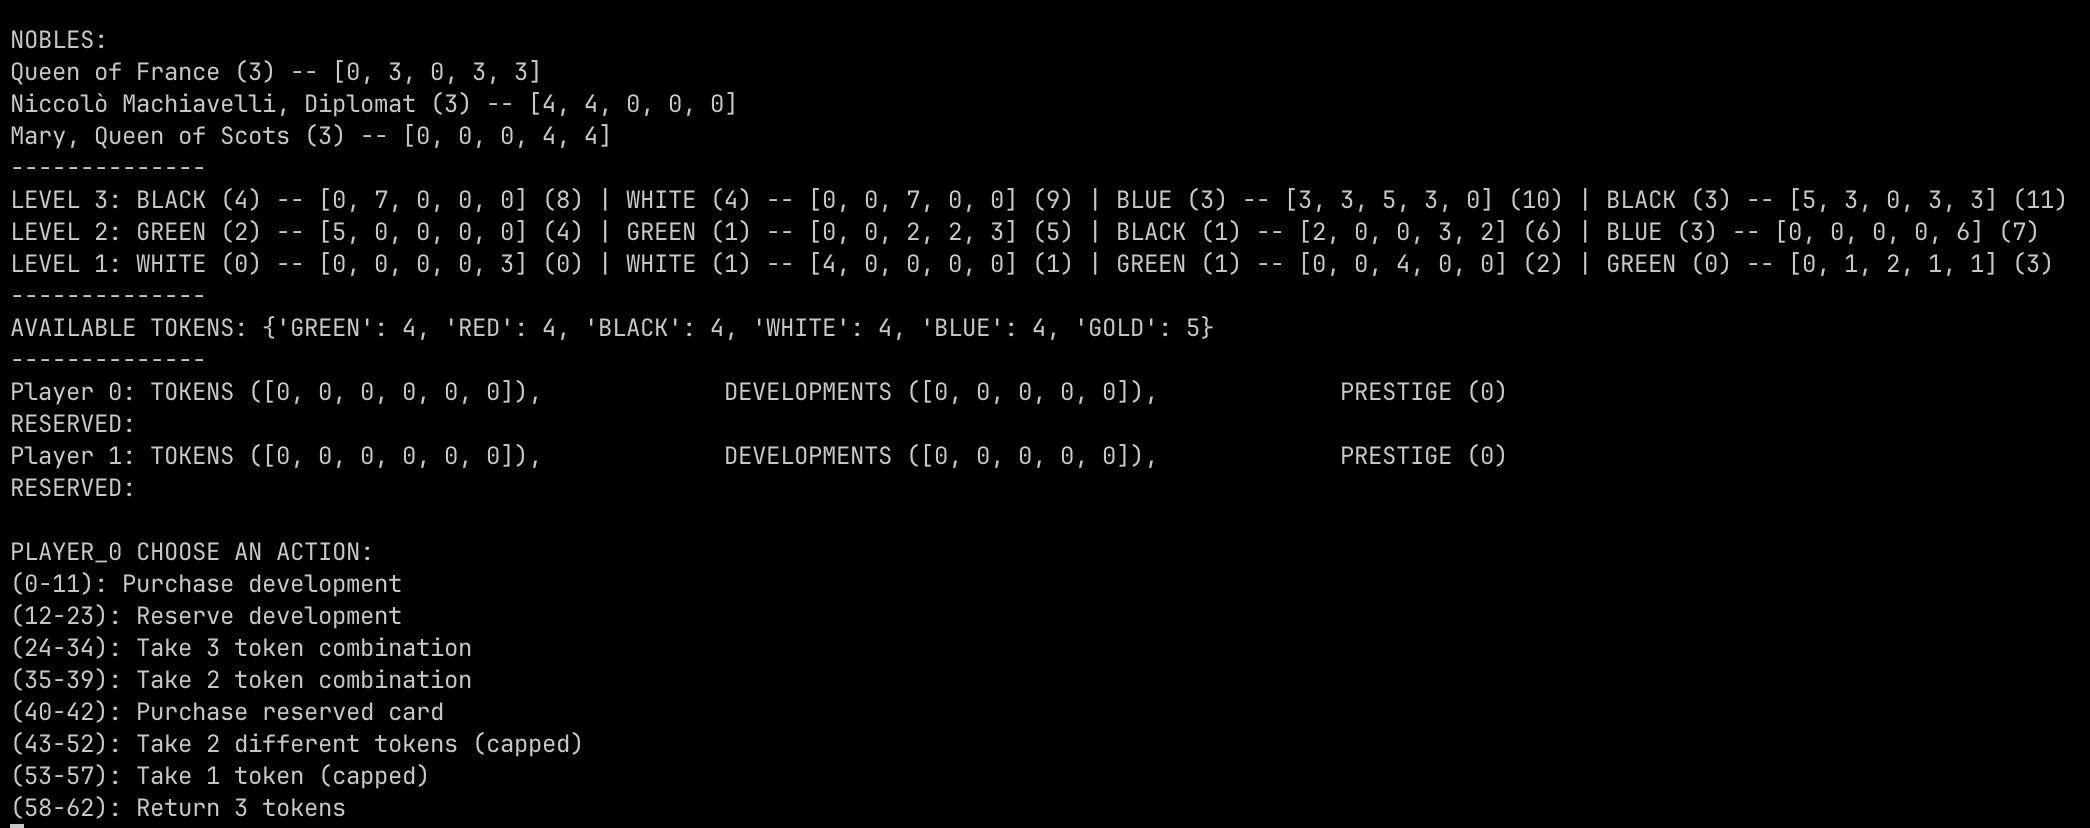 NOBLES:
Queen of France (3) -- [0, 3, 0, 3, 3]
Niccolò Machiavelli, Diplomat (3) -- [4, 4, 0, 0, 0]
Mary, Queen of Scots (3) -- [0, 0, 0, 4, 4]
--------------
LEVEL 3: BLACK (4) -- [0, 7, 0, 0, 0] (8) | WHITE (4) -- [0, 0, 7, 0, 0] (9) | BLUE (3) -- [3, 3, 5, 3, 0] (10) | BLACK (3) -- [5, 3, 0, 3, 3] (11)
LEVEL 2: GREEN (2) -- [5, 0, 0, 0, 0] (4) | GREEN (1) -- [0, 0, 2, 2, 3] (5) | BLACK (1) -- [2, 0, 0, 3, 2] (6) | BLUE (3) -- [0, 0, 0, 0, 6] (7)
LEVEL 1: WHITE (0) -- [0, 0, 0, 0, 3] (0) | WHITE (1) -- [4, 0, 0, 0, 0] (1) | GREEN (1) -- [0, 0, 4, 0, 0] (2) | GREEN (0) -- [0, 1, 2, 1, 1] (3)
--------------
AVAILABLE TOKENS: {'GREEN': 4, 'RED': 4, 'BLACK': 4, 'WHITE': 4, 'BLUE': 4, 'GOLD': 5}
--------------
Player 0: TOKENS ([0, 0, 0, 0, 0, 0]), DEVELOPMENTS ([0, 0, 0, 0, 0]), PRESTIGE (0)
RESERVED:
Player 1: TOKENS ([0, 0, 0, 0, 0, 0]), DEVELOPMENTS ([0, 0, 0, 0, 0]), PRESTIGE (0)
RESERVED:
PLAYER_0 CHOOSE AN ACTION:
(0-11): Purchase development
(12-23): Reserve development
(24-34): Take 3 token combination
(35-39): Take 2 token combination
(40-42): Purchase reserved card
(43-52): Take 2 different tokens (capped)
(53-57): Take 1 token (capped)
(58-62): Return 3 tokens